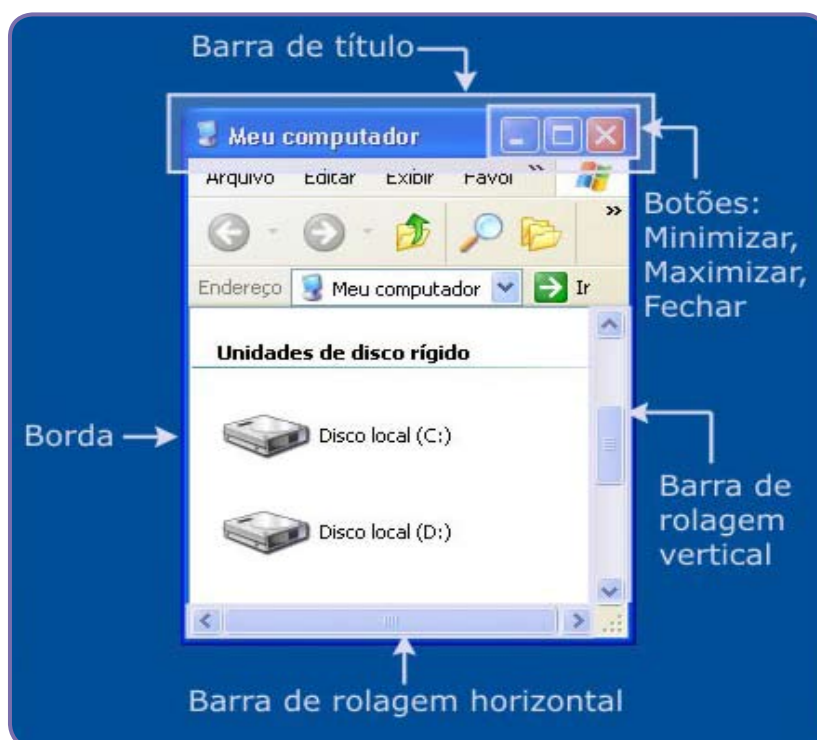 Barra de título
Meu computador
Arquivo Editar Exibir Favor »
»
Botões:
Minimizar,
Maximizar,
Fechar
Endereço Meu computador Ir
Unidades de disco rígido
Disco local (C:)
Borda
Disco local (D:)
Barra de
rolagem
vertical
Barra de rolagem horizontal